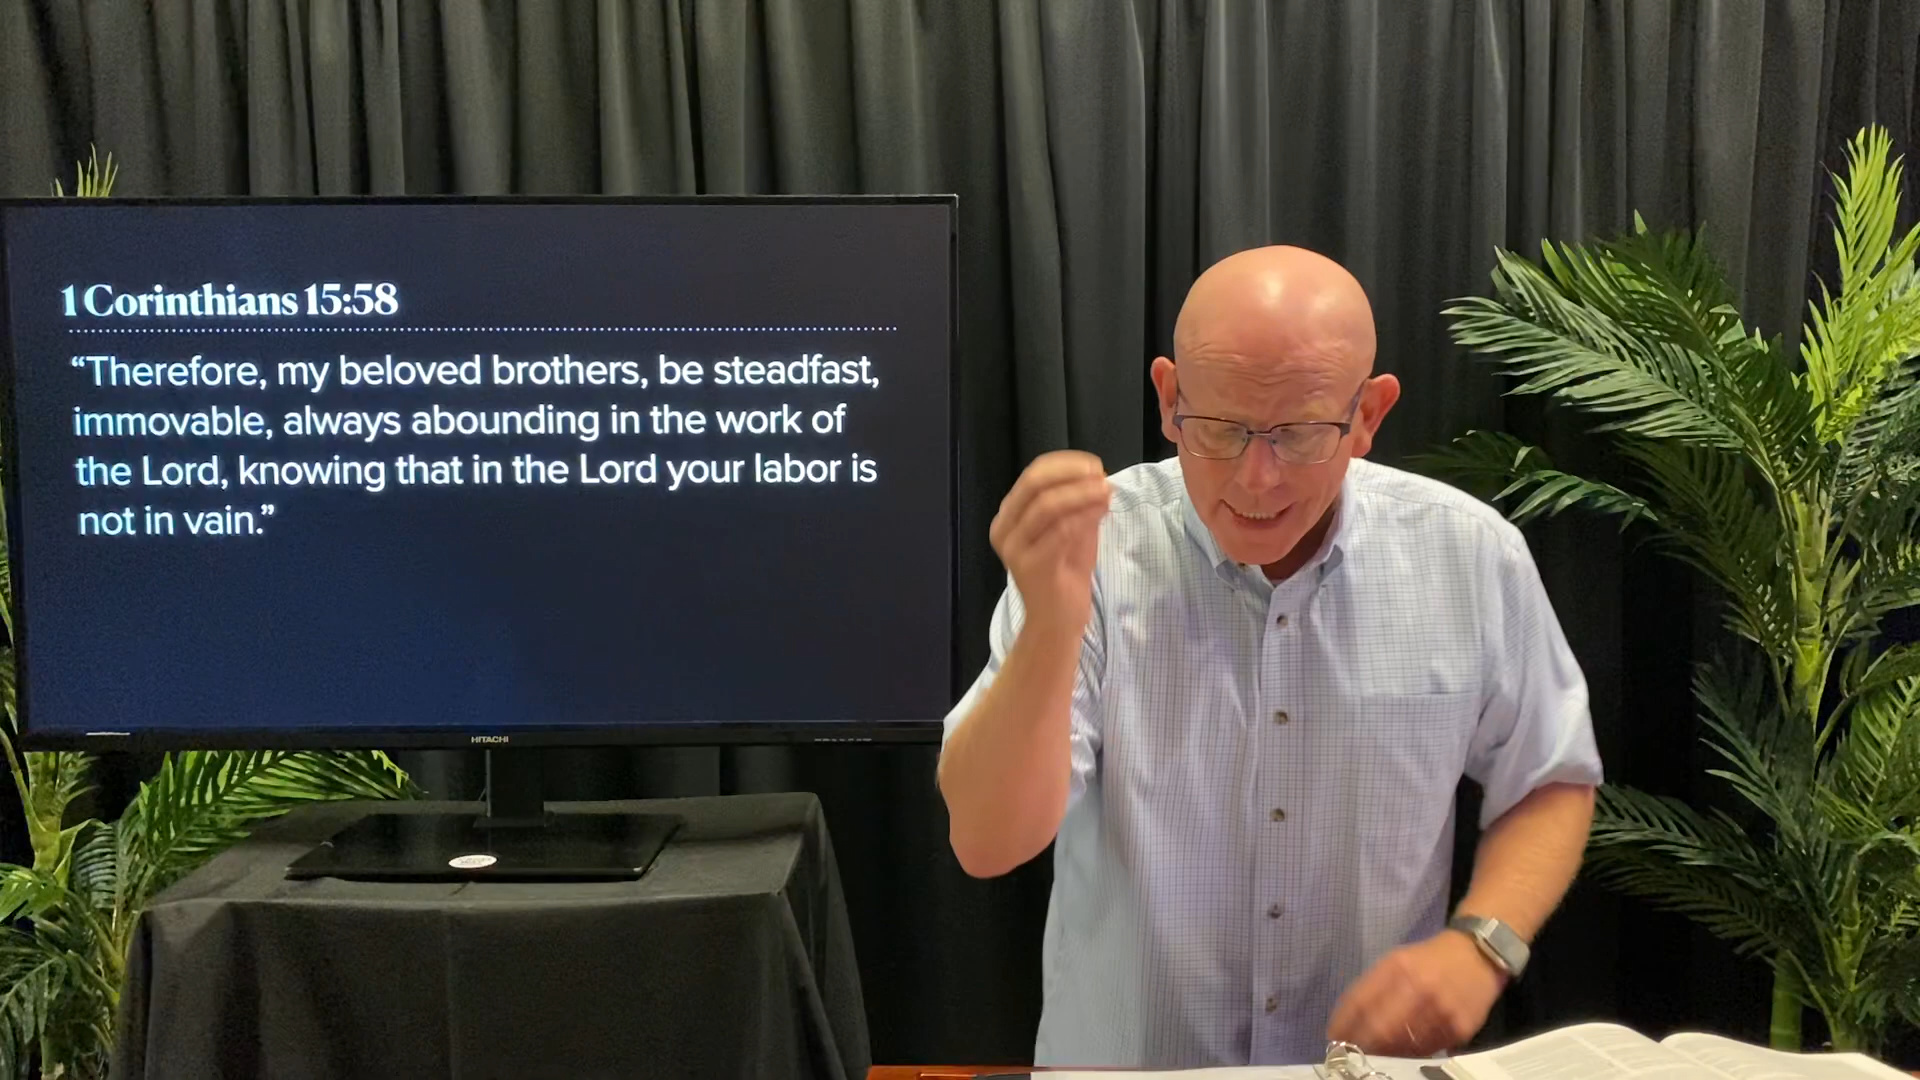 1 Corinthians 15:58
“Therefore, my beloved brothers, be steadfast,
immovable, always abounding in the work of
the Lord, knowing that in the Lord your labor is
not in vain.”
HITACHI